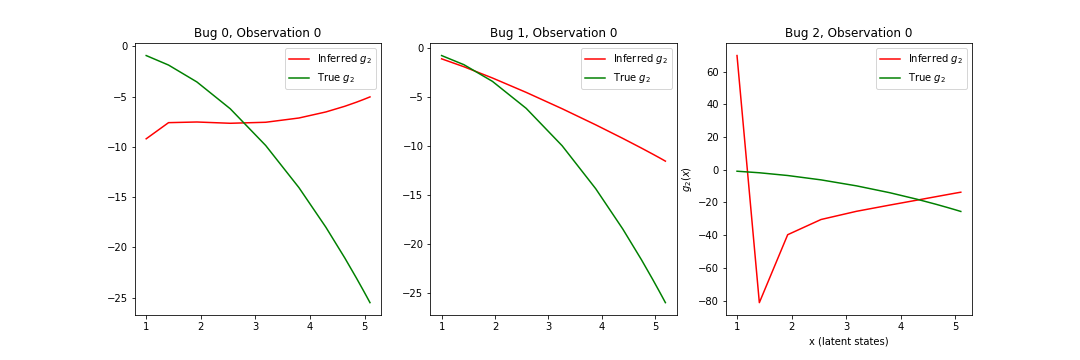 Bug 0, Observation 0
Inferred g₂
True g₂
0
−5
−10
−15
−20
−25
1 2 3 4 5
Bug 1, Observation 0
Inferred g₂
True g₂
0
−5
−10
−15
−20
−25
1 2 3 4 5
Bug 2, Observation 0
Inferred g₂
True g₂
g₂(x)
60
40
20
0
−20
−40
−60
−80
1 2 3 4 5
x (latent states)